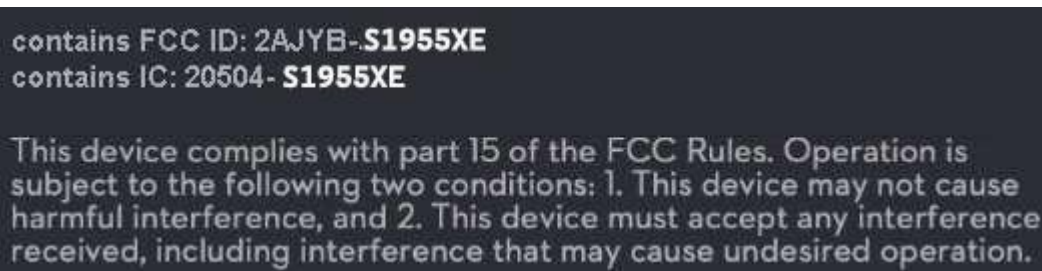 contains FCC ID: 2AJYB-S1955XE
contains IC: 20504- S1955XE
This device complies with part 15 of the FCC Rules. Operation is
subject to the following two conditions: 1. This device may not cause
harmful interference, and 2. This device must accept any interference
received, including interference that may cause undesired operation.